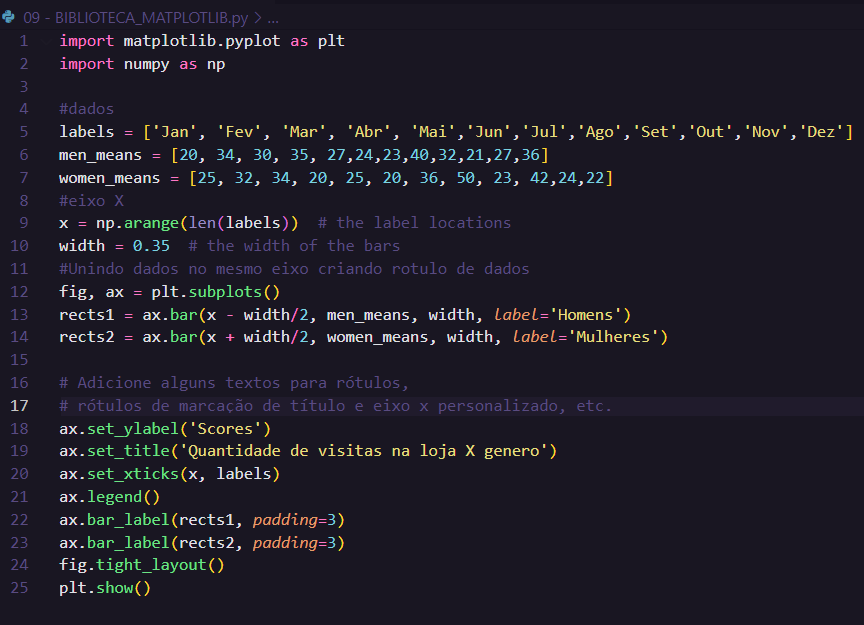 09 - BIBLIOTECA_MATPLOTLIB.py > ...
1 import matplotlib.pyplot as plt
2 import numpy as np
3
4 #dados
5 labels = ['Jan', 'Fev', 'Mar', 'Abr', 'Mai','Jun','Jul','Ago','Set','Out','Nov','Dez']
6 men_means = [20, 34, 30, 35, 27,24,23,40,32,21,27,36]
7 women_means = [25, 32, 34, 20, 25, 20, 36, 50, 23, 42,24,22]
8 #eixo X
9 x = np.arange(len(labels))  # the label locations
10 width = 0.35  # the width of the bars
11 #Unindo dados no mesmo eixo criando rotulo de dados
12 fig, ax = plt.subplots()
13 rects1 = ax.bar(x - width/2, men_means, width, label='Homens')
14 rects2 = ax.bar(x + width/2, women_means, width, label='Mulheres')
15
16 # Adicione alguns textos para rótulos,
17 # rótulos de marcação de título e eixo x personalizado, etc.
18 ax.set_ylabel('Scores')
19 ax.set_title('Quantidade de visitas na loja X genero')
20 ax.set_xticks(x, labels)
21 ax.legend()
22 ax.bar_label(rects1, padding=3)
23 ax.bar_label(rects2, padding=3)
24 fig.tight_layout()
25 plt.show()